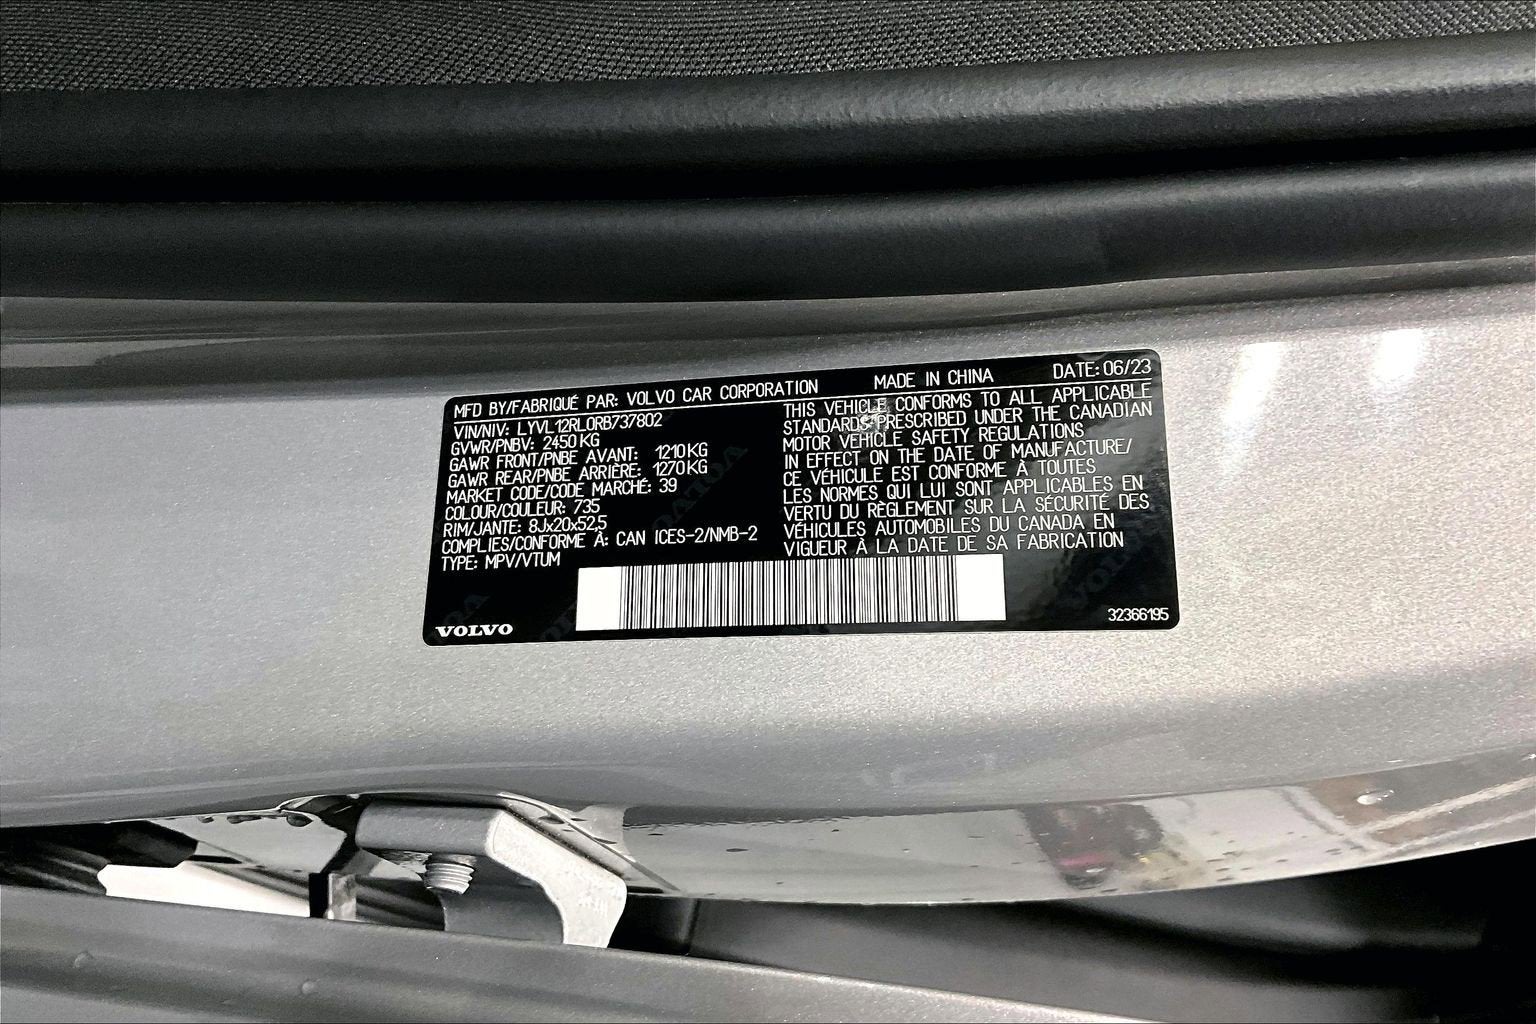 MFD BY/FABRIQUÉ PAR: VOLVO CAR CORPORATION MADE IN CHINA DATE: 06/23
VIN/NIV: LYVL12RL0RB737802
GVWR/PNBV: 2450 KG
GAWR FRONT/PNBE AVANT: 1210 KG
GAWR REAR/PNBE ARRIÈRE: 1270 KG
MARKET CODE/CODE MARCHÉ: 39
COLOUR/COULEUR: 735
RIM/JANTE: 8Jx20x52,5
COMPLIES/CONFORME À: CAN ICES-2/NMB-2
TYPE: MPV/VTUM
THIS VEHICLE CONFORMS TO ALL APPLICABLE
STANDARDS PRESCRIBED UNDER THE CANADIAN
MOTOR VEHICLE SAFETY REGULATIONS
IN EFFECT ON THE DATE OF MANUFACTURE/
CE VÉHICULE EST CONFORME À TOUTES
LES NORMES QUI LUI SONT APPLICABLES EN
VERTU DU RÈGLEMENT SUR LA SÉCURITÉ DES
VÉHICULES AUTOMOBILES DU CANADA EN
VIGUEUR À LA DATE DE SA FABRICATION
VOLVO
32366195